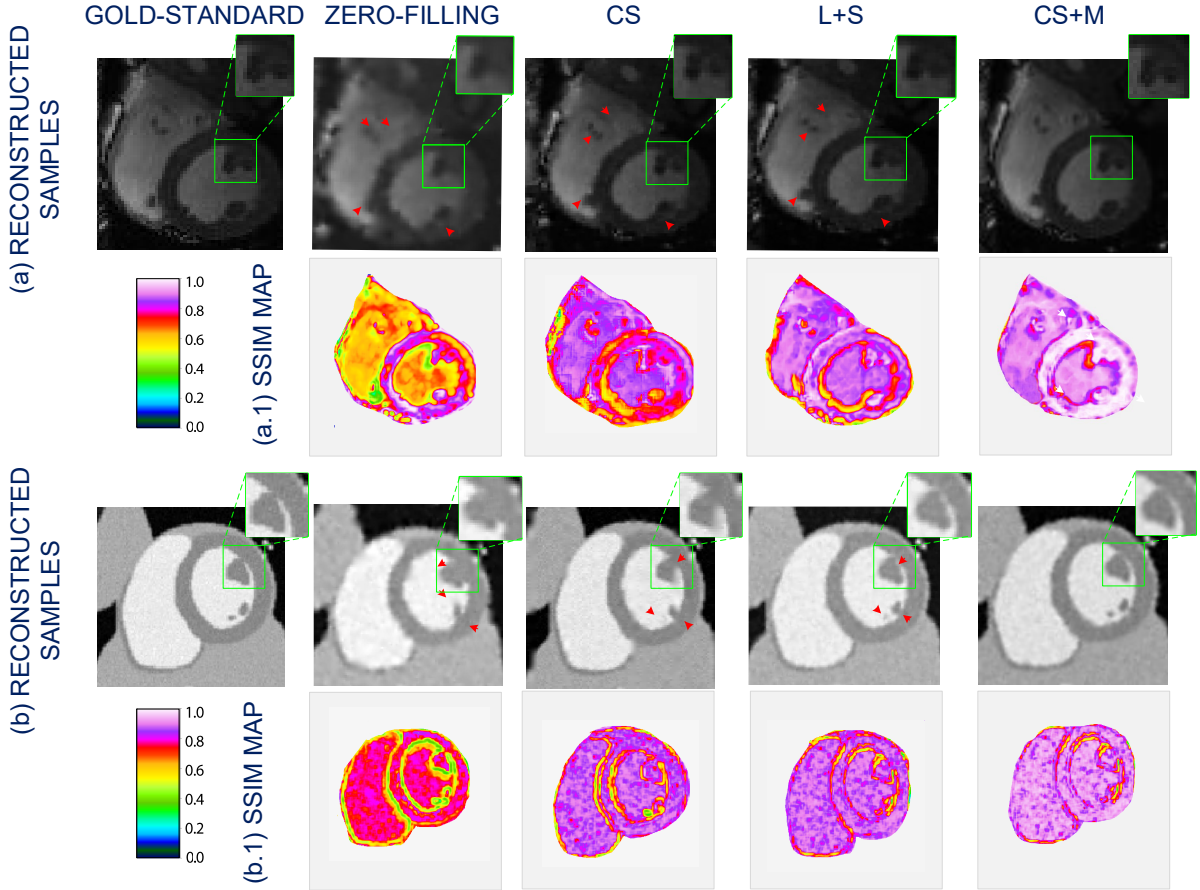 GOLD-STANDARD
ZERO-FILLING
CS
L+S
CS+M
(a) RECONSTRUCTED
SAMPLES
1.0
0.8
0.6
0.4
0.2
0.0
(a.1) SSIM MAP
(b) RECONSTRUCTED
SAMPLES
1.0
0.8
0.6
0.4
0.2
0.0
(b.1) SSIM MAP